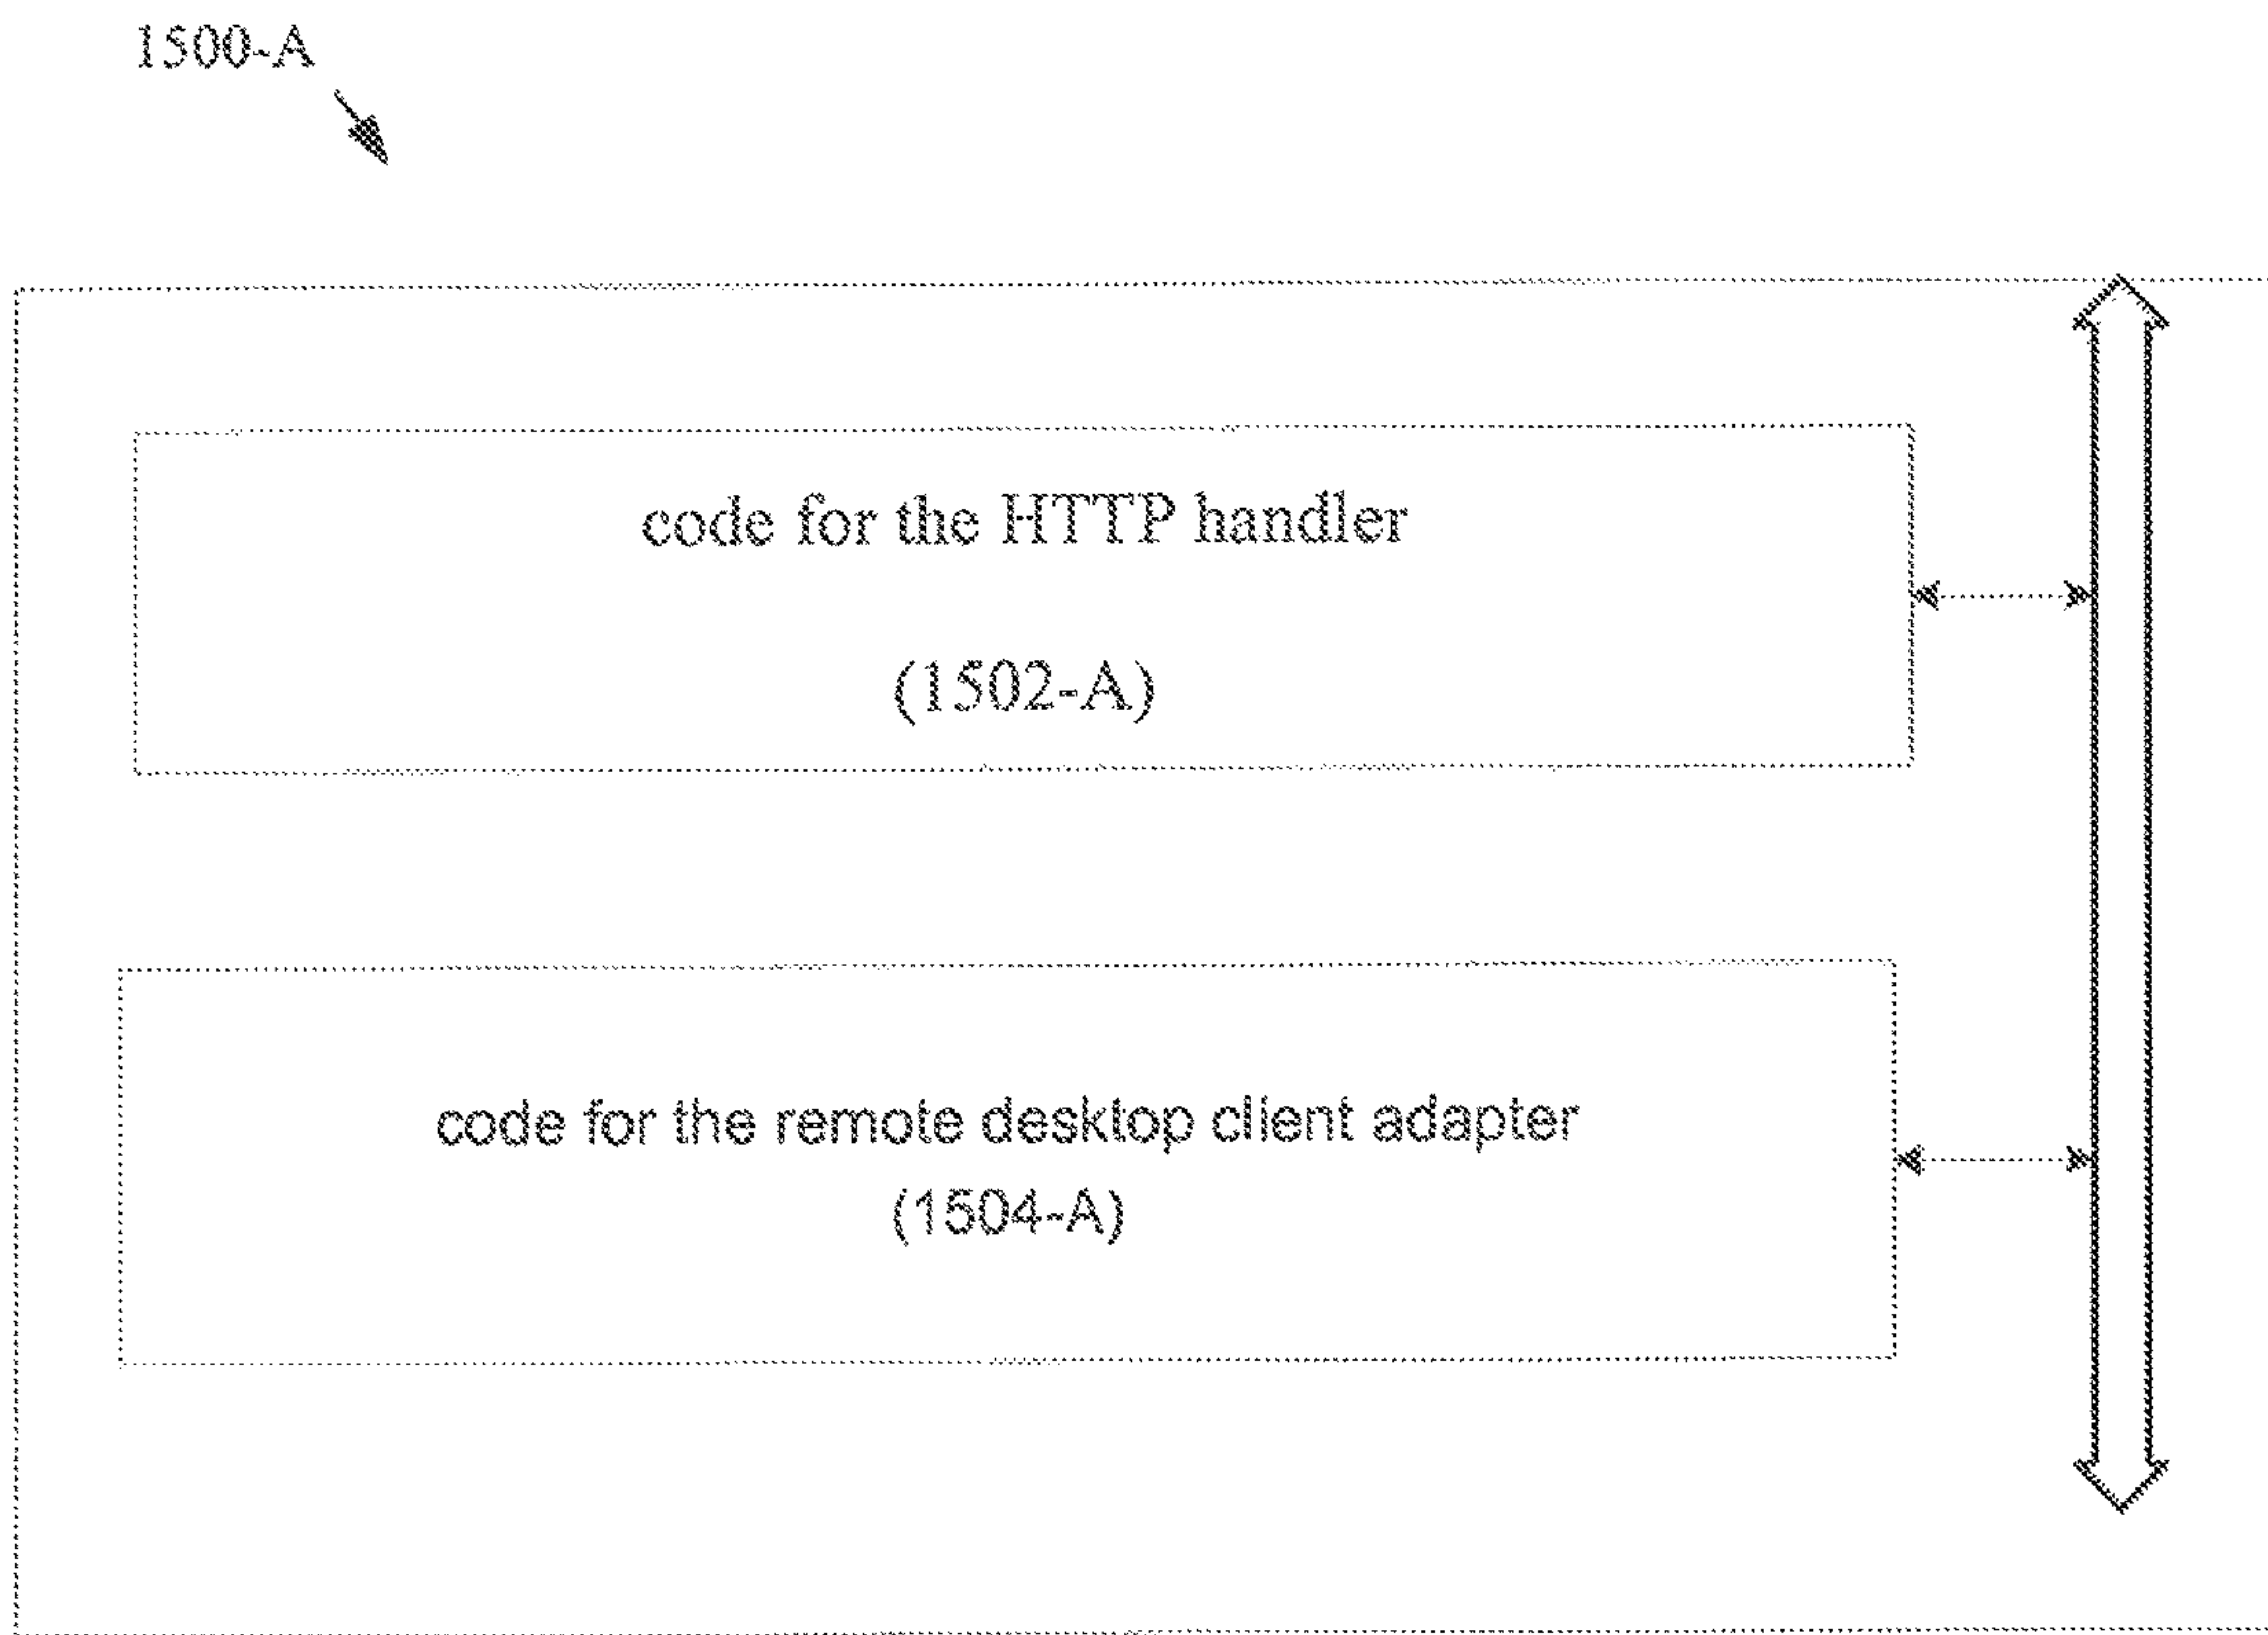 1500-A
code for the HTTP handler
(1502-A)
code for the remote desktop client adapter
(1504-A)